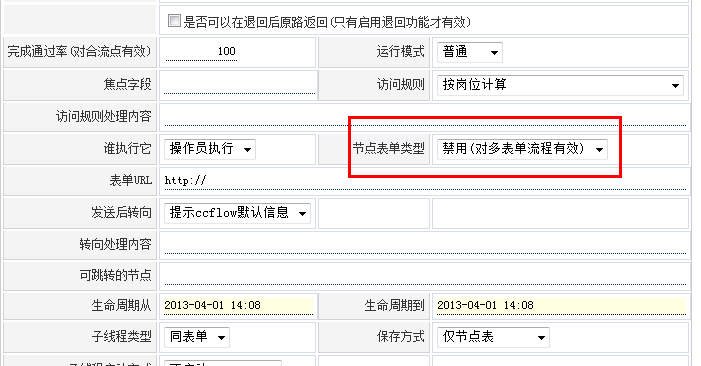 是否可以在退回后原路返回(只有启用退回功能才有效)
完成通过率(对合流点有效) 100 运行模式 普通
焦点字段 访问规则 按岗位计算
访问规则处理内容
谁执行它 操作员执行 节点表单类型 禁用(对多表单流程有效)
表单URL http://
发送后转向 提示ccflow默认信息
转向处理内容
可跳转的节点
生命周期从 2013-04-01 14:08 生命周期到 2013-04-01 14:08
子线程类型 同表单 保存方式 仅节点表